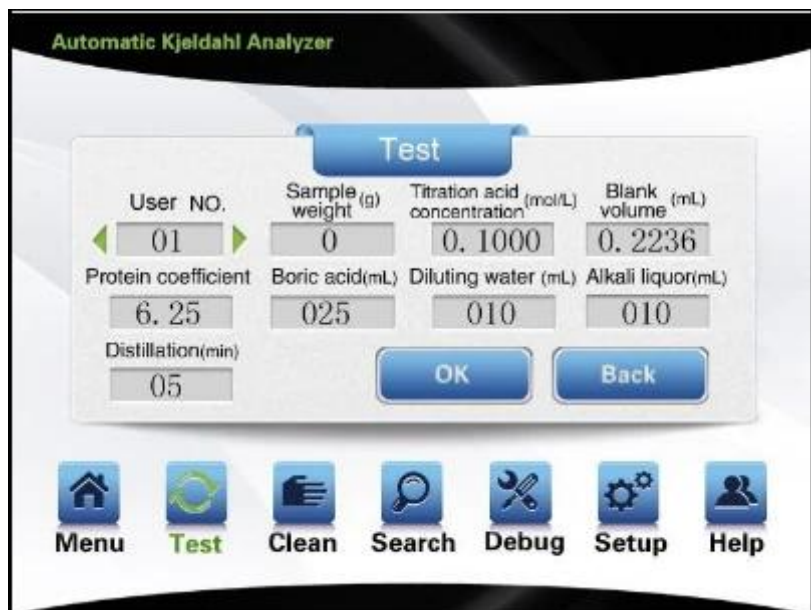 Automatic Kjeldahl Analyzer
Test
User NO.
01
Sample weight (g)
0
Titration acid concentration (mol/L)
0.1000
Blank volume (mL)
0.2236
Protein coefficient
6.25
Boric acid(mL)
025
Diluting water (mL)
010
Alkali liquor(mL)
010
Distillation(min)
05
OK
Back
Menu
Test
Clean
Search
Debug
Setup
Help